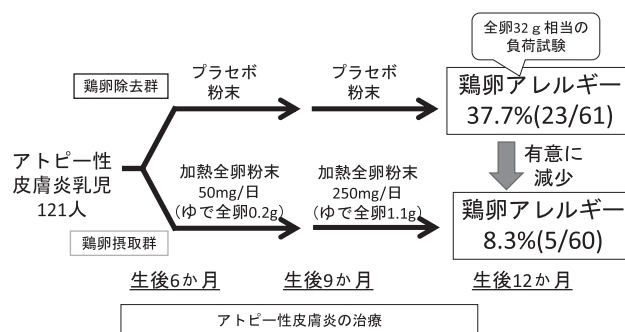 全卵32g相当の
負荷試験
鶏卵除去群
プラセボ
粉末
プラセボ
粉末
鶏卵アレルギー
37.7%(23/61)
アトピー性
皮膚炎乳児
121人
加熱全卵粉末
50mg/日
(ゆで全卵0.2g)
加熱全卵粉末
250mg/日
(ゆで全卵1.1g)
有意に
減少
鶏卵摂取群
鶏卵アレルギー
8.3%(5/60)
生後6か月
生後9か月
生後12か月
アトピー性皮膚炎の治療